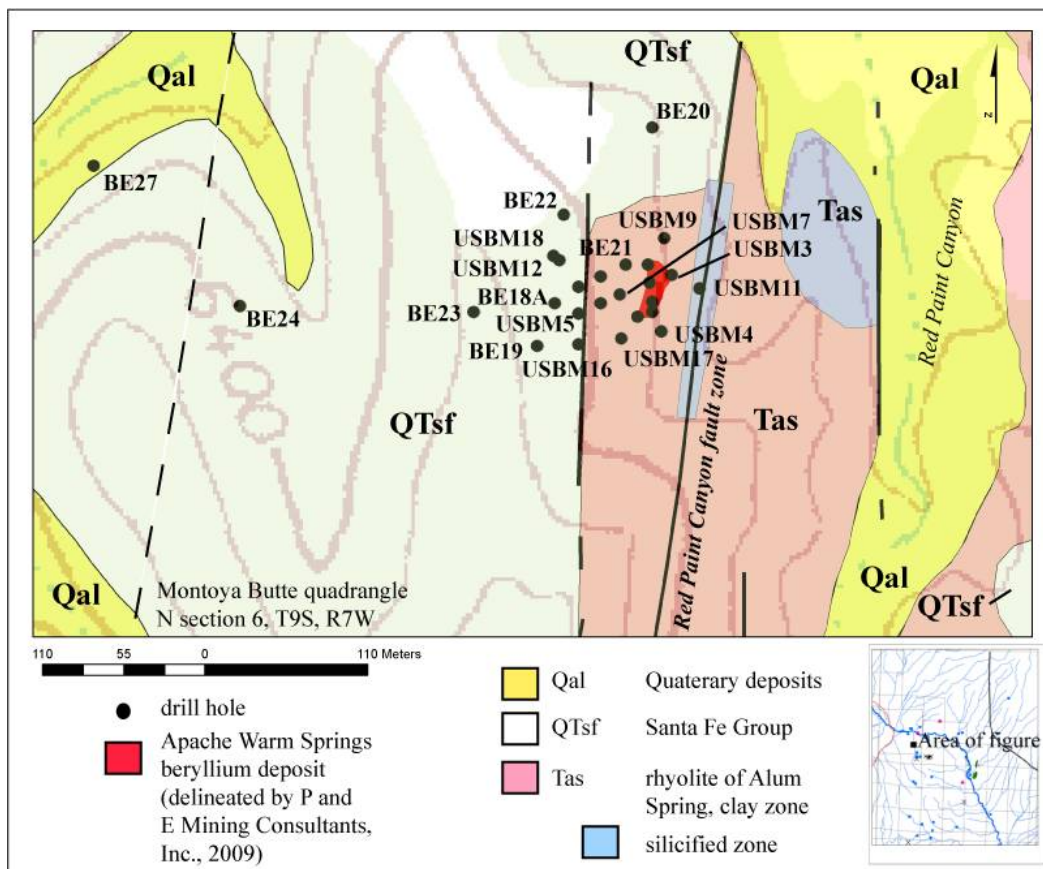 QTsf
Qal
Qal
BE20
BE27
BE22
USBM9
USBM7
USBM18
BE21
USBM3
Tas
USBM12
USBM11
BE18A
BE24
BE23
USBM5
USBM4
BE19
USBM17
USBM16
Red Paint Canyon
6400
QTsf
Tas
Red Paint Canyon fault zone
Qal
Qal
QTsf
Montoya Butte quadrangle
N section 6, T9S, R7W
z
110 55 0 110 Meters
drill hole
Apache Warm Springs
beryllium deposit
(delineated by P and
E Mining Consultants,
Inc., 2009)
Qal Quaterary deposits
QTsf Santa Fe Group
Tas rhyolite of Alum
Spring, clay zone
silicified zone
Area of figure